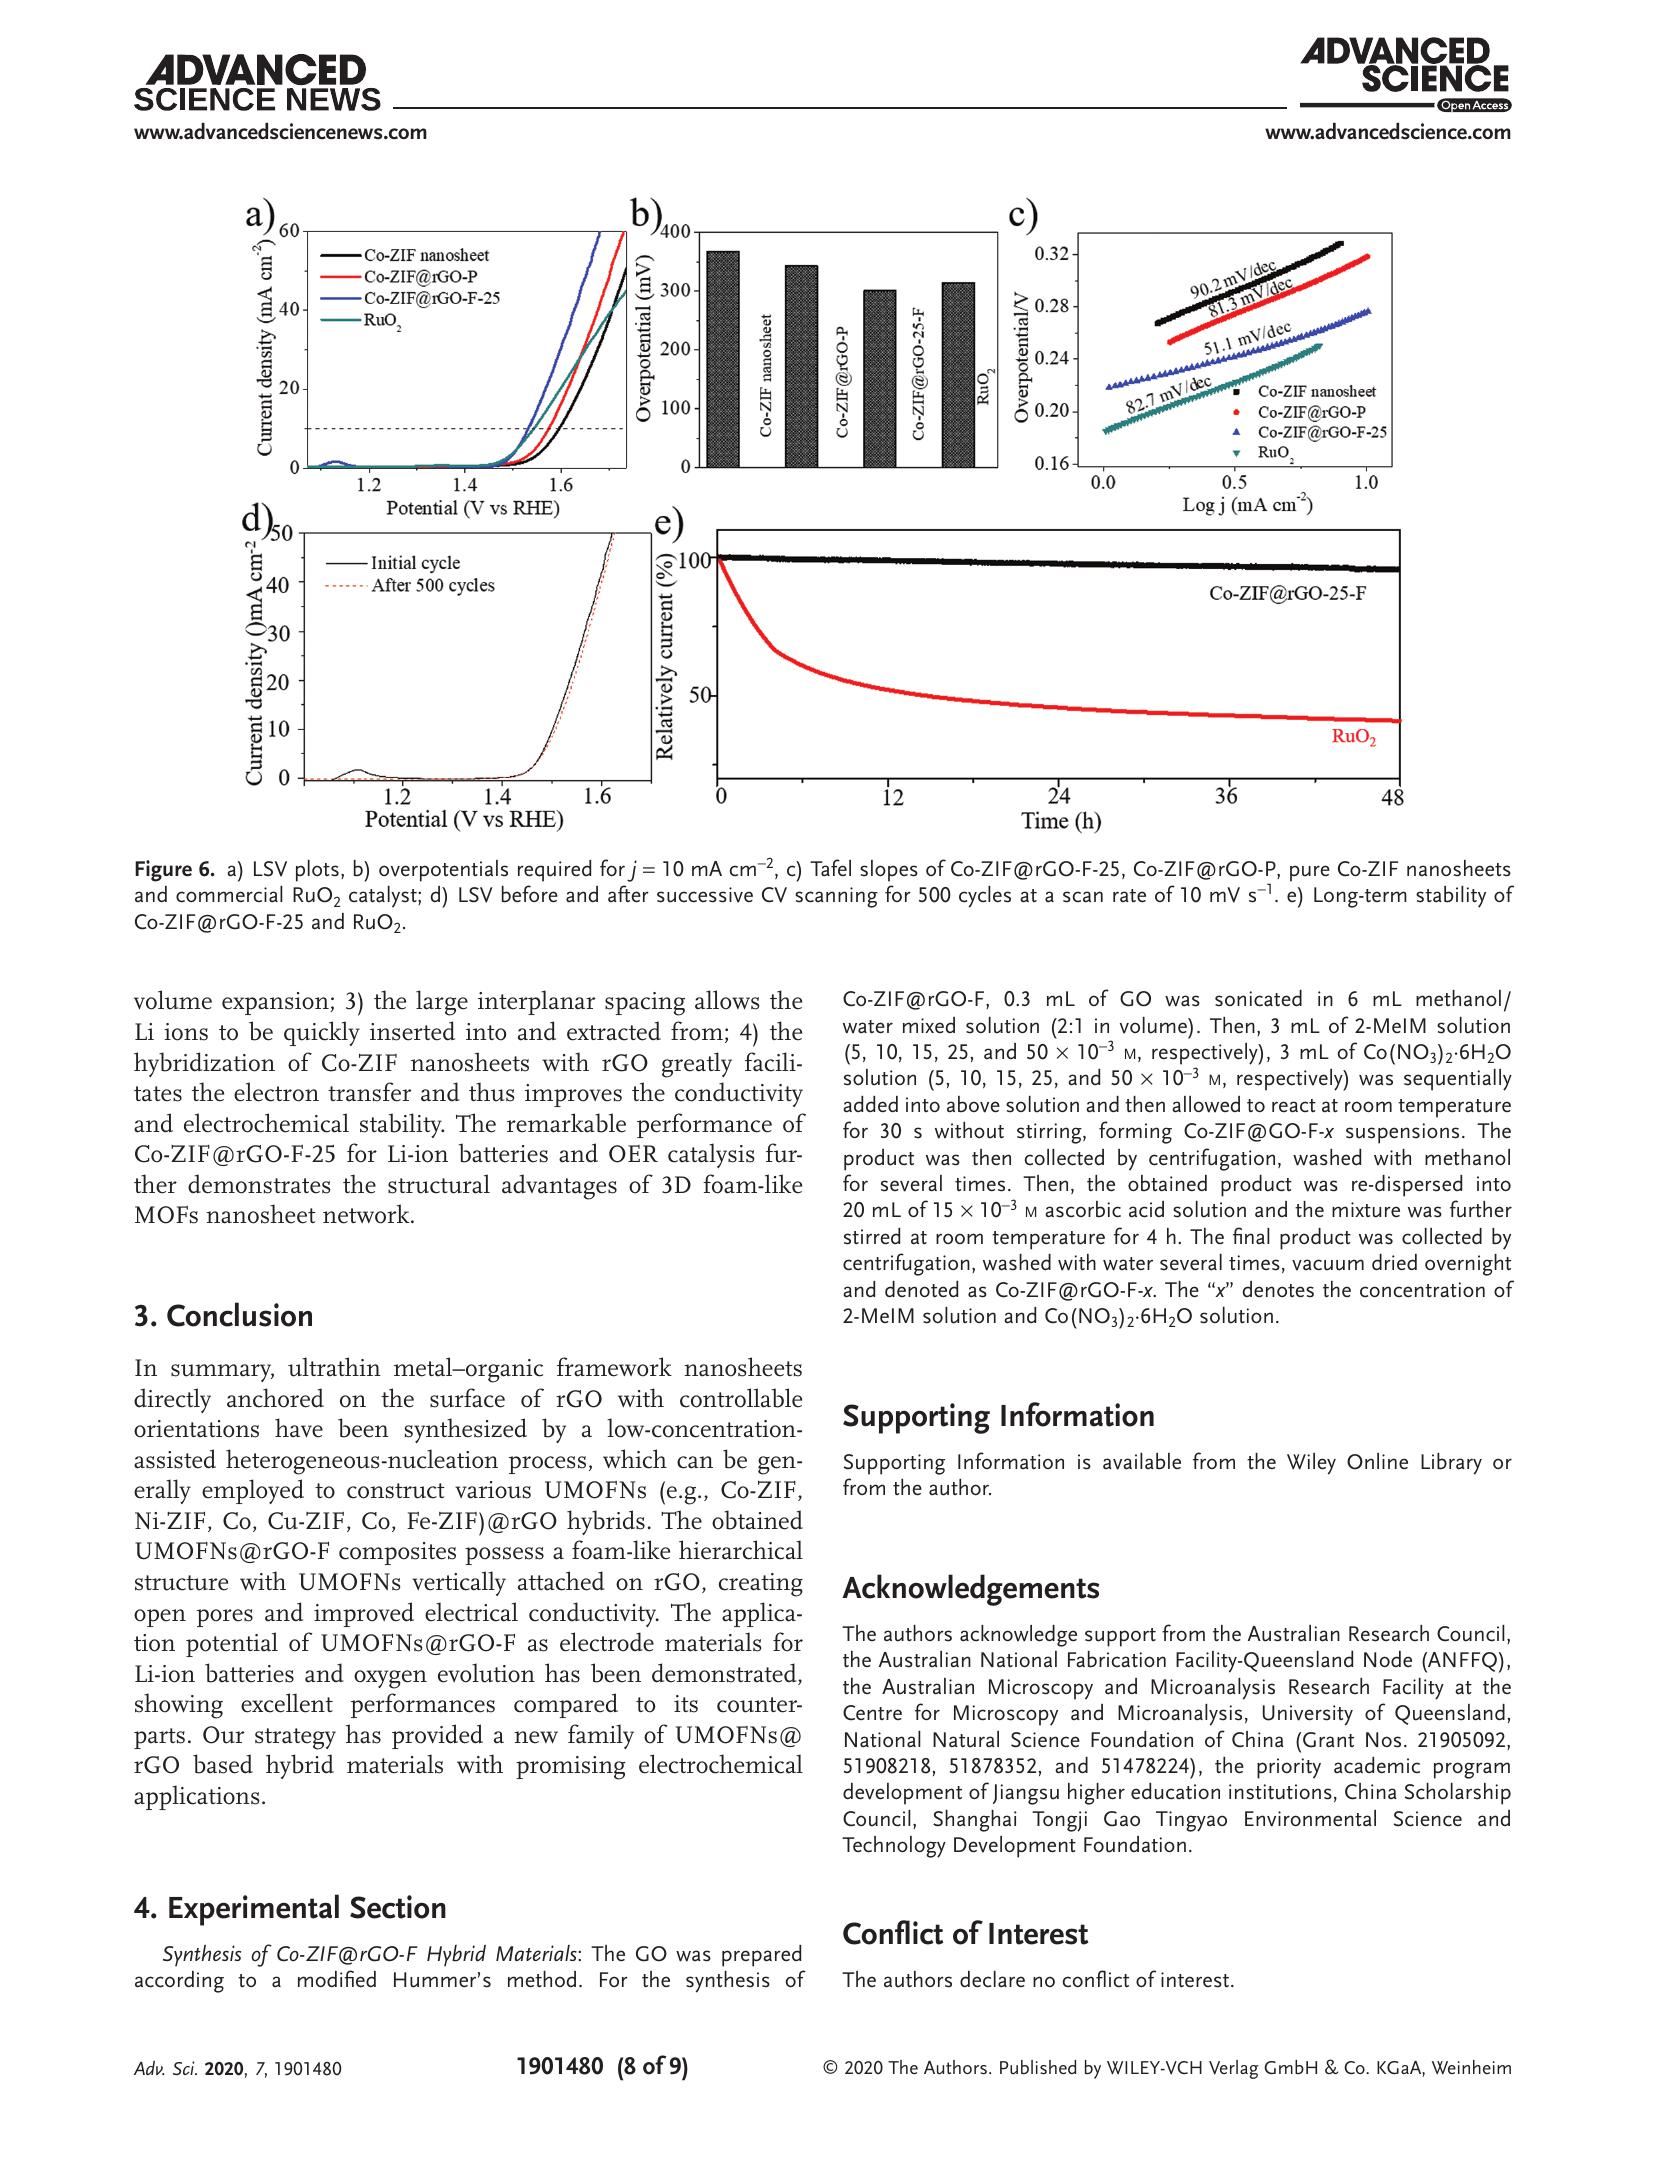 ADVANCED
SCIENCE NEWS
www.advancedsciencenews.com
ADVANCED
SCIENCE
Open Access
www.advancedscience.com
a)
60
40
20
0
Current density (mA cm-2)
Co-ZIF nanosheet
Co-ZIF@rGO-P
Co-ZIF@rGO-F-25
RuO2
1.2
1.4
1.6
Potential (V vs RHE)
b)
400
300
200
100
0
Overpotential (mV)
Co-ZIF nanosheet
Co-ZIF@rGO-P
Co-ZIF@rGO-25-F
RuO2
c)
0.32
0.28
0.24
0.20
0.16
Overpotential/V
90.2 mV/dec
81.3 mV/dec
51.1 mV/dec
82.7 mV/dec
Co-ZIF nanosheet
Co-ZIF@rGO-P
Co-ZIF@rGO-F-25
RuO2
0.0
0.5
1.0
Log j (mA cm-2)
d)
50
40
30
20
10
0
Current density ()mA cm-2
Initial cycle
After 500 cycles
1.2
1.4
1.6
Potential (V vs RHE)
e)
100
50
Relatively current (%)
Co-ZIF@rGO-25-F
RuO2
0
12
24
36
48
Time (h)
Figure 6. a) LSV plots, b) overpotentials required for j = 10 mA cm−2, c) Tafel slopes of Co-ZIF@rGO-F-25, Co-ZIF@rGO-P, pure Co-ZIF nanosheets
and commercial RuO2 catalyst; d) LSV before and after successive CV scanning for 500 cycles at a scan rate of 10 mV s−1. e) Long-term stability of
Co-ZIF@rGO-F-25 and RuO2.
volume expansion; 3) the large interplanar spacing allows the
Li ions to be quickly inserted into and extracted from; 4) the
hybridization of Co-ZIF nanosheets with rGO greatly facili-
tates the electron transfer and thus improves the conductivity
and electrochemical stability. The remarkable performance of
Co-ZIF@rGO-F-25 for Li-ion batteries and OER catalysis fur-
ther demonstrates the structural advantages of 3D foam-like
MOFs nanosheet network.
3. Conclusion
In summary, ultrathin metal–organic framework nanosheets
directly anchored on the surface of rGO with controllable
orientations have been synthesized by a low-concentration-
assisted heterogeneous-nucleation process, which can be gen-
erally employed to construct various UMOFNs (e.g., Co-ZIF,
Ni-ZIF, Co, Cu-ZIF, Co, Fe-ZIF)@rGO hybrids. The obtained
UMOFNs@rGO-F composites possess a foam-like hierarchical
structure with UMOFNs vertically attached on rGO, creating
open pores and improved electrical conductivity. The applica-
tion potential of UMOFNs@rGO-F as electrode materials for
Li-ion batteries and oxygen evolution has been demonstrated,
showing excellent performances compared to its counter-
parts. Our strategy has provided a new family of UMOFNs@
rGO based hybrid materials with promising electrochemical
applications.
4. Experimental Section
Synthesis of Co-ZIF@rGO-F Hybrid Materials: The GO was prepared
according to a modified Hummer's method. For the synthesis of
Co-ZIF@rGO-F, 0.3 mL of GO was sonicated in 6 mL methanol/
water mixed solution (2:1 in volume). Then, 3 mL of 2-MeIM solution
(5, 10, 15, 25, and 50 × 10−3 M, respectively), 3 mL of Co(NO3)2·6H2O
solution (5, 10, 15, 25, and 50 × 10−3 M, respectively) was sequentially
added into above solution and then allowed to react at room temperature
for 30 s without stirring, forming Co-ZIF@GO-F-x suspensions. The
product was then collected by centrifugation, washed with methanol
for several times. Then, the obtained product was re-dispersed into
20 mL of 15 × 10−3 M ascorbic acid solution and the mixture was further
stirred at room temperature for 4 h. The final product was collected by
centrifugation, washed with water several times, vacuum dried overnight
and denoted as Co-ZIF@rGO-F-x. The “x” denotes the concentration of
2-MeIM solution and Co(NO3)2·6H2O solution.
Supporting Information
Supporting Information is available from the Wiley Online Library or
from the author.
Acknowledgements
The authors acknowledge support from the Australian Research Council,
the Australian National Fabrication Facility-Queensland Node (ANFFQ),
the Australian Microscopy and Microanalysis Research Facility at the
Centre for Microscopy and Microanalysis, University of Queensland,
National Natural Science Foundation of China (Grant Nos. 21905092,
51908218, 51878352, and 51478224), the priority academic program
development of Jiangsu higher education institutions, China Scholarship
Council, Shanghai Tongji Gao Tingyao Environmental Science and
Technology Development Foundation.
Conflict of Interest
The authors declare no conflict of interest.
Adv. Sci. 2020, 7, 1901480
1901480 (8 of 9)
© 2020 The Authors. Published by WILEY-VCH Verlag GmbH & Co. KGaA, Weinheim